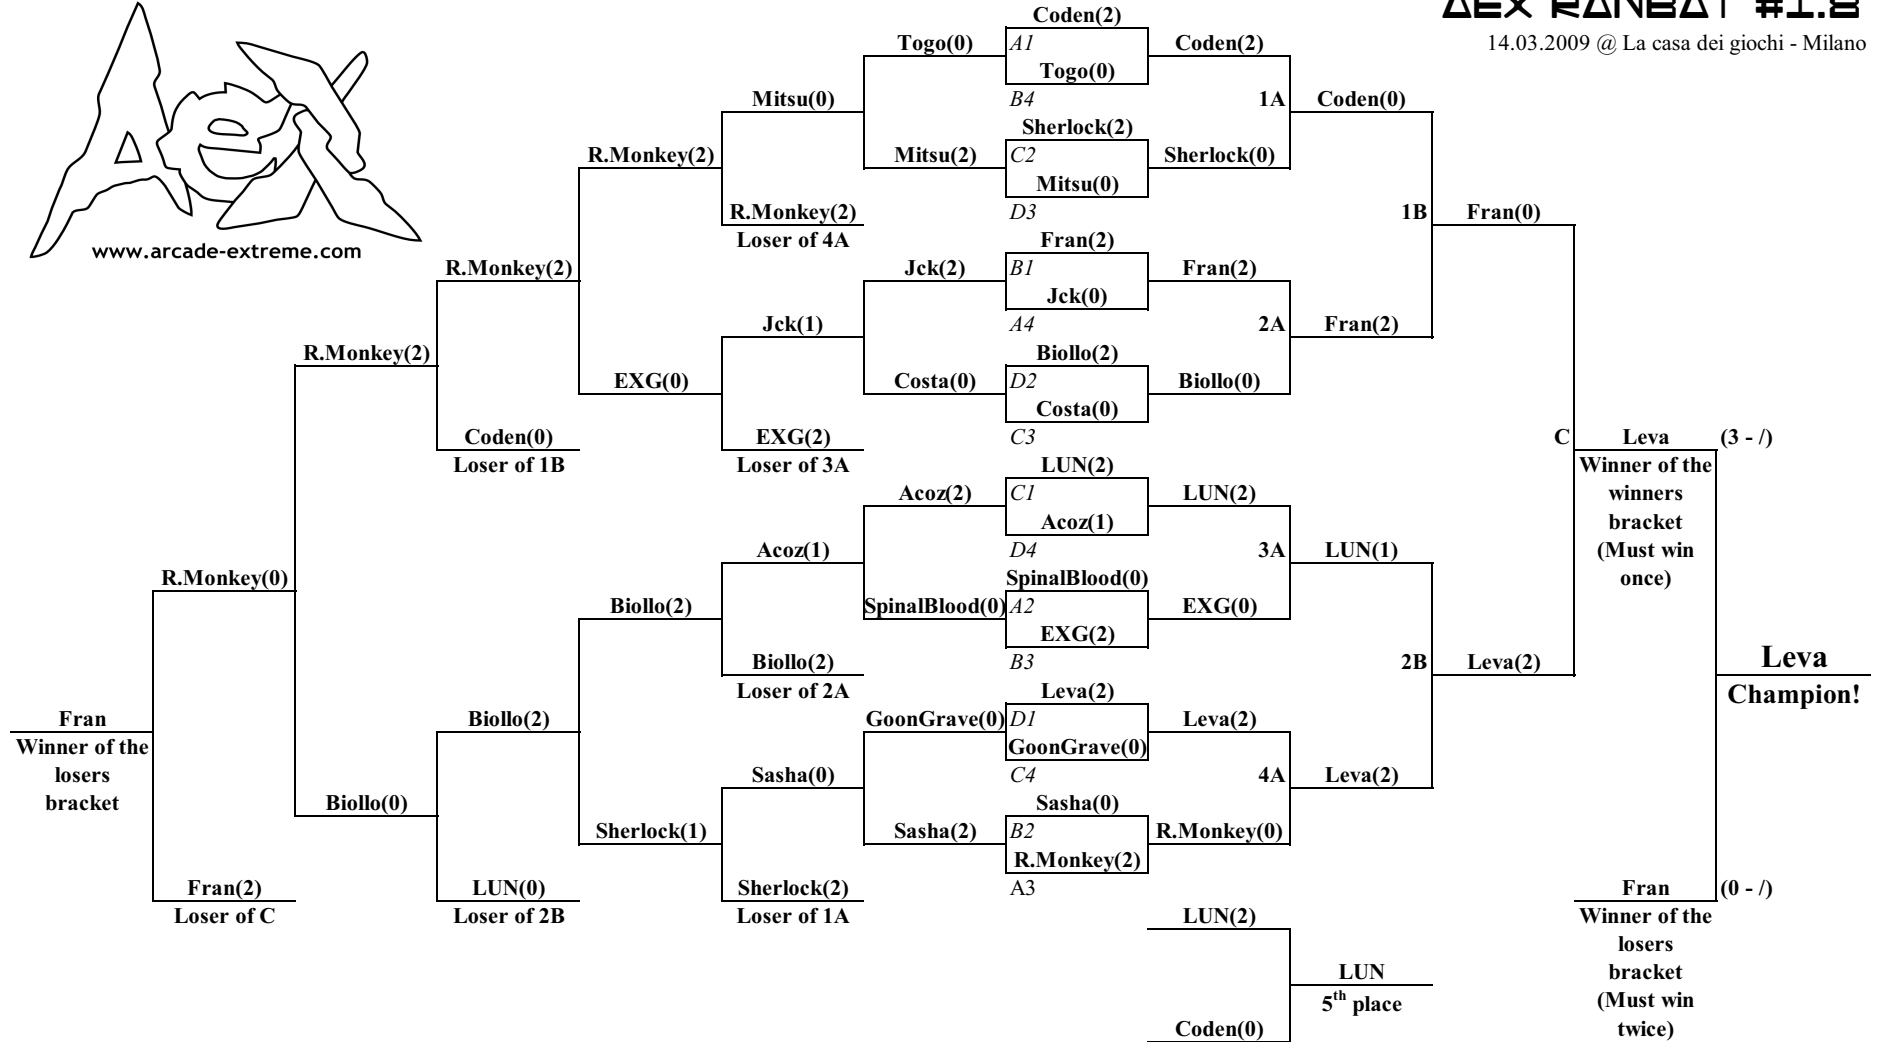 AEX RANBAT #1.8
14.03.2009 @ La casa dei giochi - Milano
AeX
www.arcade-extreme.com
Coden(2)
A1
Togo(0)
B4
Sherlock(2)
C2
Mitsu(0)
D3
Fran(2)
B1
Jck(0)
A4
Biollo(2)
D2
Costa(0)
C3
LUN(2)
C1
Acoz(1)
D4
SpinalBlood(0)
A2
EXG(2)
B3
Leva(2)
D1
GoonGrave(0)
C4
Sasha(0)
B2
R.Monkey(2)
A3
Coden(2)
1A
Sherlock(0)
Fran(2)
2A
Biollo(0)
LUN(2)
3A
EXG(0)
Leva(2)
4A
R.Monkey(0)
Coden(0)
1B
Fran(2)
LUN(1)
2B
Leva(2)
Fran(0)
C
Leva(2)
Leva (3 - /)
Winner of the
winners
bracket
(Must win
once)
Leva
Champion!
Fran (0 - /)
Winner of the
losers
bracket
(Must win
twice)
LUN(2)
LUN
5th place
Coden(0)
Togo(0)
Mitsu(2)
Jck(2)
Costa(0)
Acoz(2)
SpinalBlood(0)
GoonGrave(0)
Sasha(2)
Mitsu(0)
R.Monkey(2)
Loser of 4A
Jck(1)
EXG(2)
Loser of 3A
Acoz(1)
Biollo(2)
Loser of 2A
Sasha(0)
Sherlock(2)
Loser of 1A
R.Monkey(2)
EXG(0)
Biollo(2)
Sherlock(1)
R.Monkey(2)
Coden(0)
Loser of 1B
Biollo(2)
LUN(0)
Loser of 2B
R.Monkey(2)
Biollo(0)
R.Monkey(0)
Fran(2)
Loser of C
Fran
Winner of the
losers
bracket